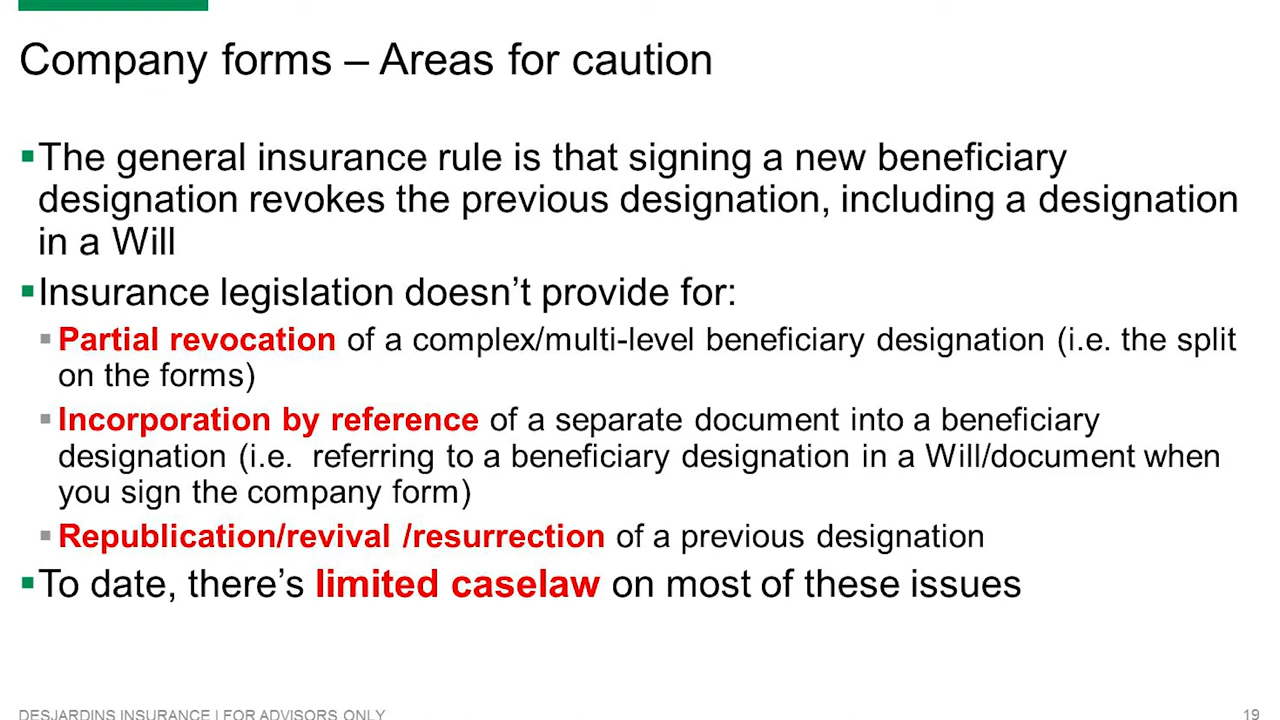 Company forms – Areas for caution
▪The general insurance rule is that signing a new beneficiary
designation revokes the previous designation, including a designation
in a Will
▪Insurance legislation doesn’t provide for:
▪Partial revocation of a complex/multi-level beneficiary designation (i.e. the split
on the forms)
▪Incorporation by reference of a separate document into a beneficiary
designation (i.e.  referring to a beneficiary designation in a Will/document when
you sign the company form)
▪Republication/revival /resurrection of a previous designation
▪To date, there’s limited caselaw on most of these issues
DESJARDINS INSURANCE | FOR ADVISORS ONLY
19